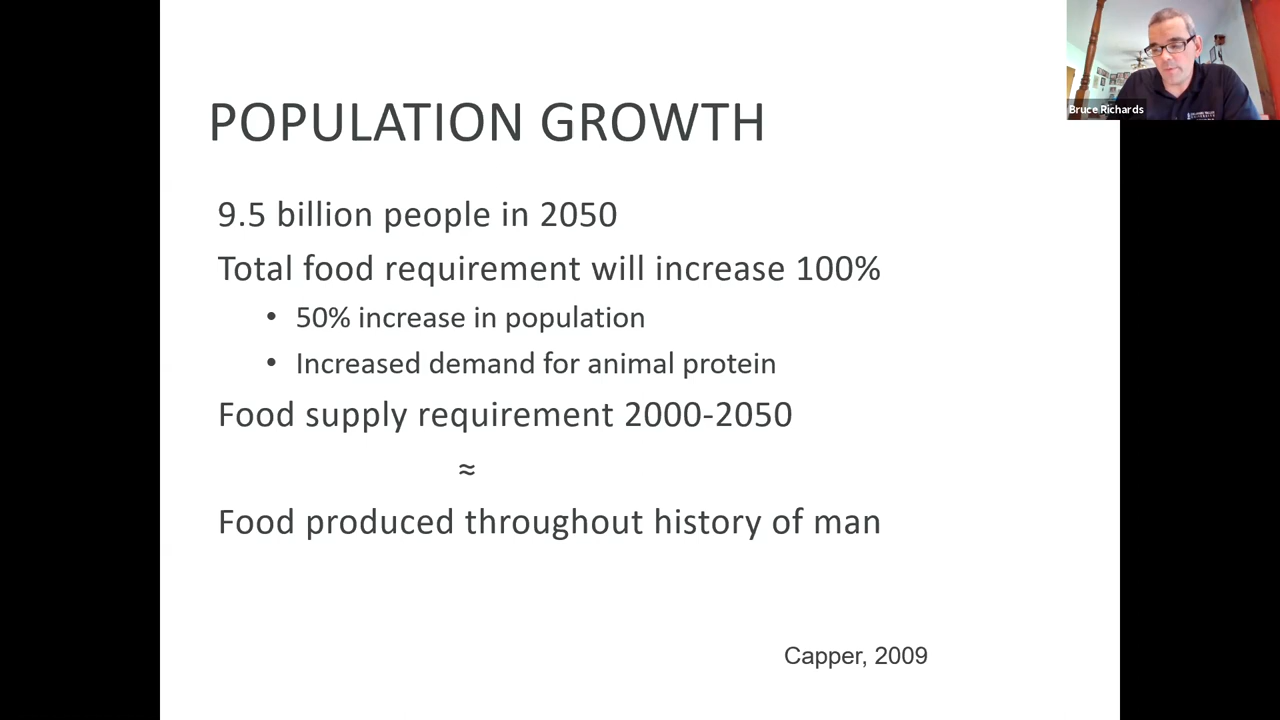 Bruce Richards
POPULATION GROWTH
9.5 billion people in 2050
Total food requirement will increase 100%
• 50% increase in population
• Increased demand for animal protein
Food supply requirement 2000-2050
≈
Food produced throughout history of man
Capper, 2009